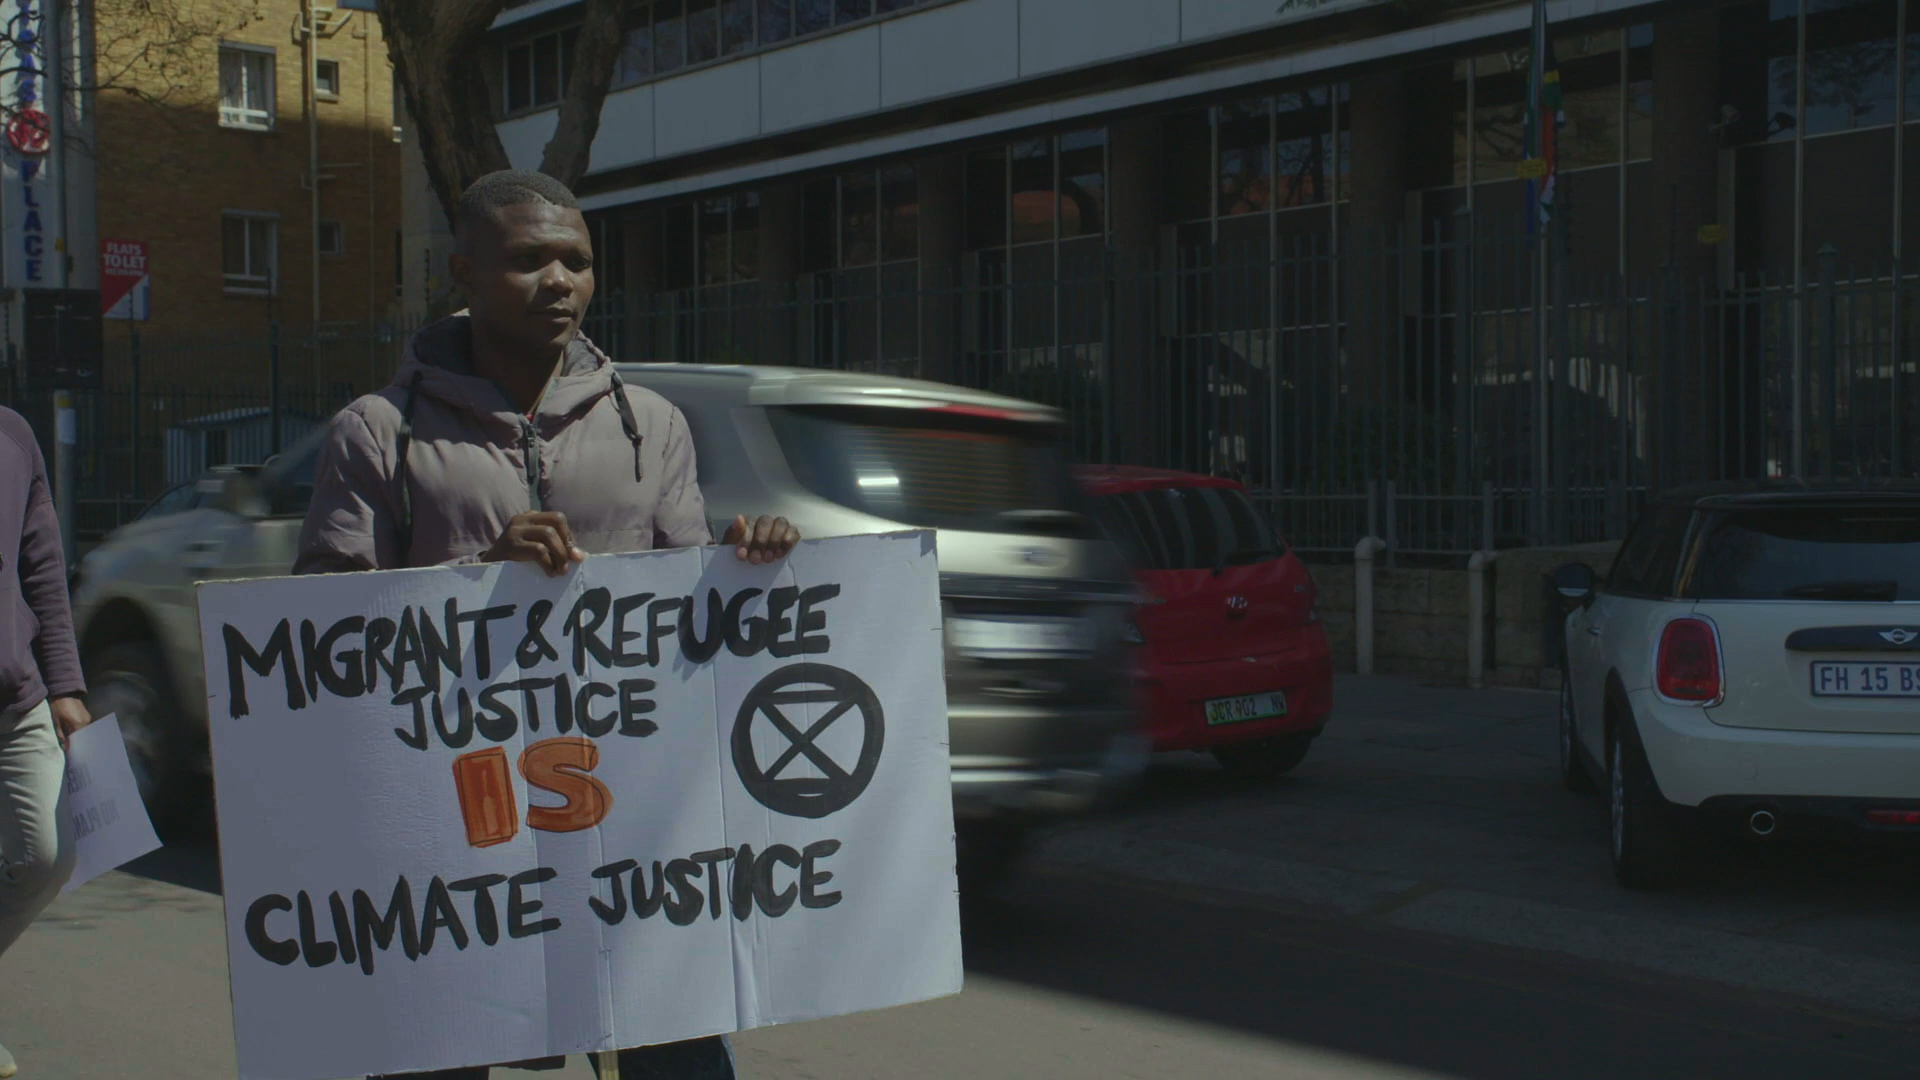 PLACE
FLATS
TO LET
MIGRANT & REFUGEE
JUSTICE
IS
CLIMATE JUSTICE
FH 15 BS